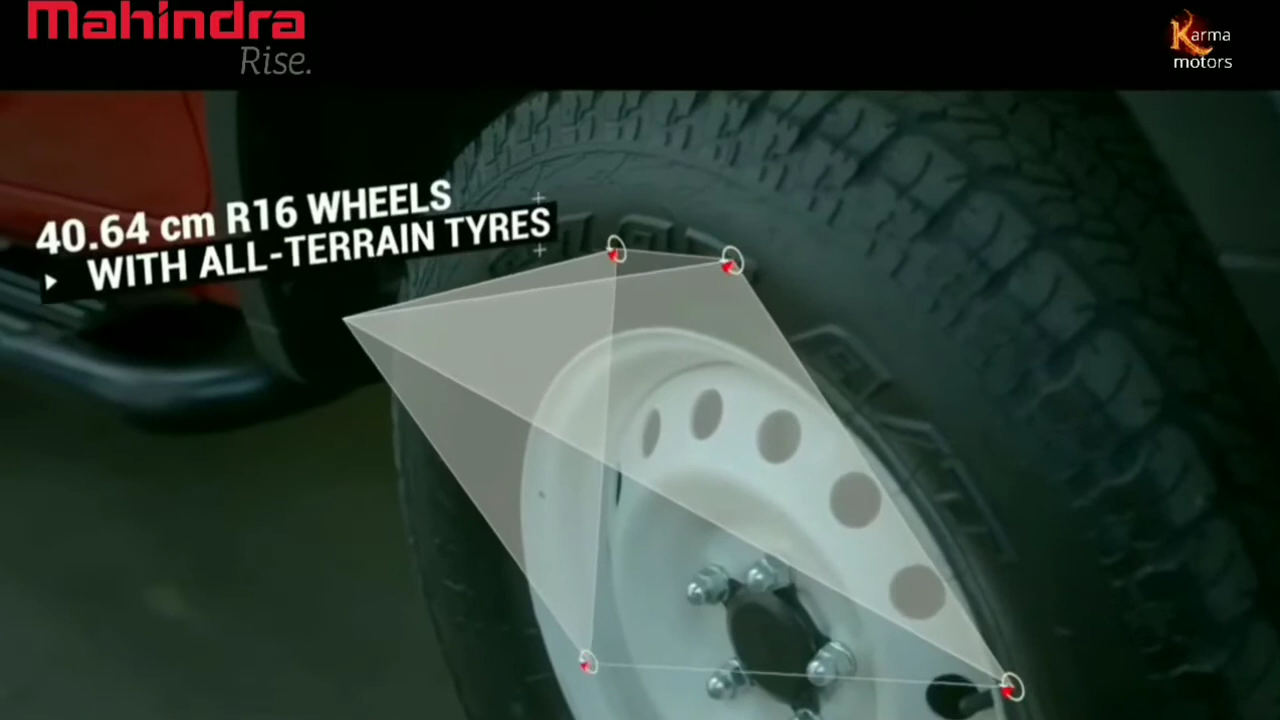 Mahindra
Rise.
Karma
motors
40.64 cm R16 WHEELS
WITH ALL-TERRAIN TYRES